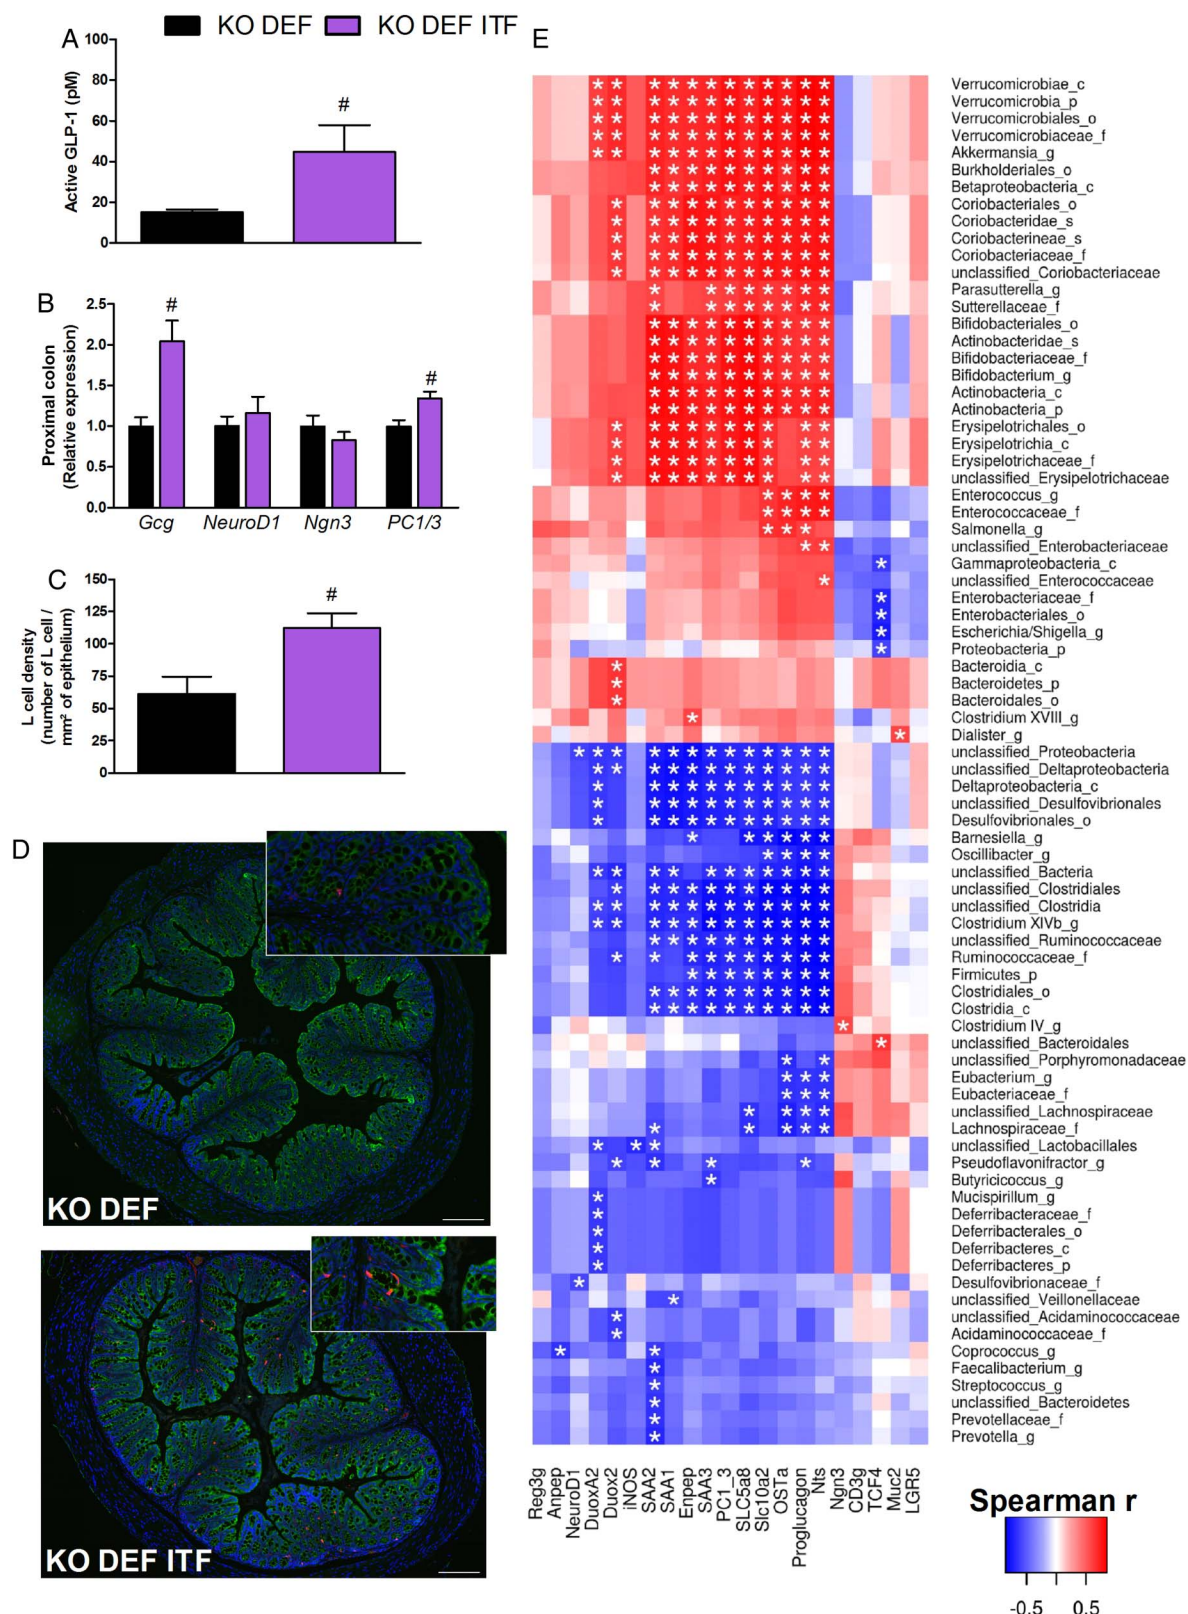 KO DEF KO DEF ITF
A
Active GLP-1 (pM)
100
80
60
40
20
0
#
B
Proximal colon
(Relative expression)
2.5
2.0
1.5
1.0
0.5
0.0
#
#
Gcg NeuroD1 Ngn3 PC1/3
C
L cell density
(number of L cell /
mm² of epithelium)
150
125
100
75
50
25
0
#
D
KO DEF
KO DEF ITF
E
Verrucomicrobiae_c
Verrucomicrobia_p
Verrucomicrobiales_o
Verrucomicrobiaceae_f
Akkermansia_g
Burkholderiales_o
Betaproteobacteria_c
Coriobacteriales_o
Coriobacteridae_s
Coriobacterineae_s
Coriobacteriaceae_f
unclassified_Coriobacteriaceae
Parasutterella_g
Sutterellaceae_f
Bifidobacteriales_o
Actinobacteridae_s
Bifidobacteriaceae_f
Bifidobacterium_g
Actinobacteria_c
Actinobacteria_p
Erysipelotrichales_o
Erysipelotrichia_c
Erysipelotrichaceae_f
unclassified_Erysipelotrichaceae
Enterococcus_g
Enterococcaceae_f
Salmonella_g
unclassified_Enterobacteriaceae
Gammaproteobacteria_c
unclassified_Enterococcaceae
Enterobacteriaceae_f
Enterobacteriales_o
Escherichia/Shigella_g
Proteobacteria_p
Bacteroidia_c
Bacteroidetes_p
Bacteroidales_o
Clostridium XVIII_g
Dialister_g
unclassified_Proteobacteria
unclassified_Deltaproteobacteria
Deltaproteobacteria_c
unclassified_Desulfovibrionales
Desulfovibrionales_o
Barnesiella_g
Oscillibacter_g
unclassified_Bacteria
unclassified_Clostridiales
unclassified_Clostridia
Clostridium XIVb_g
unclassified_Ruminococcaceae
Ruminococcaceae_f
Firmicutes_p
Clostridiales_o
Clostridia_c
Clostridium IV_g
unclassified_Bacteroidales
unclassified_Porphyromonadaceae
Eubacterium_g
Eubacteriaceae_f
unclassified_Lachnospiraceae
Lachnospiraceae_f
unclassified_Lactobacillales
Pseudoflavonifractor_g
Butyricicoccus_g
Mucispirillum_g
Deferribacteraceae_f
Deferribacterales_o
Deferribacteres_c
Deferribacteres_p
Desulfovibrionaceae_f
unclassified_Veillonellaceae
unclassified_Acidaminococcaceae
Acidaminococcaceae_f
Coprococcus_g
Faecalibacterium_g
Streptococcus_g
unclassified_Bacteroidetes
Prevotellaceae_f
Prevotella_g
Reg3g
Anpep
NeuroD1
DuoxA2
Duox2
iNOS
SAA2
SAA1
Enpep
SAA3
PC1_3
SLC5a8
Slc10a2
OSTa
Proglucagon
Nts
Ngn3
CD3g
TCF4
Muc2
LGR5
Spearman r
-0.5 0.5